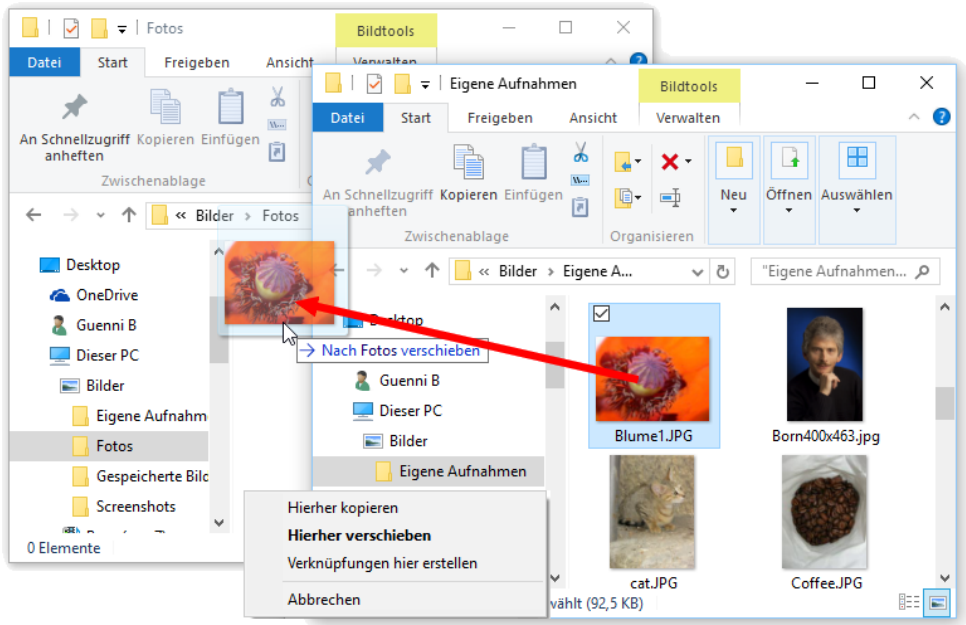 Fotos
Bildtools
Datei
Start
Freigeben
Ansicht
Verwalten
An Schnellzugriff
anheften
Kopieren
Einfügen
Zwischenablage
« Bilder › Fotos
Desktop
OneDrive
Guenni B
Dieser PC
Bilder
Eigene Aufnahm
Fotos
Gespeicherte Bilc
Screenshots
0 Elemente
Eigene Aufnahmen
Bildtools
Datei
Start
Freigeben
Ansicht
Verwalten
An Schnellzugriff
anheften
Kopieren
Einfügen
Zwischenablage
Organisieren
Neu
Öffnen
Auswählen
« Bilder › Eigene A...
"Eigene Aufnahmen...
Desktop
→ Nach Fotos verschieben
Guenni B
Dieser PC
Bilder
Eigene Aufnahmen
Blume1.JPG
Born400x463.jpg
cat.JPG
Coffee.JPG
wählt (92,5 KB)
Hierher kopieren
Hierher verschieben
Verknüpfungen hier erstellen
Abbrechen